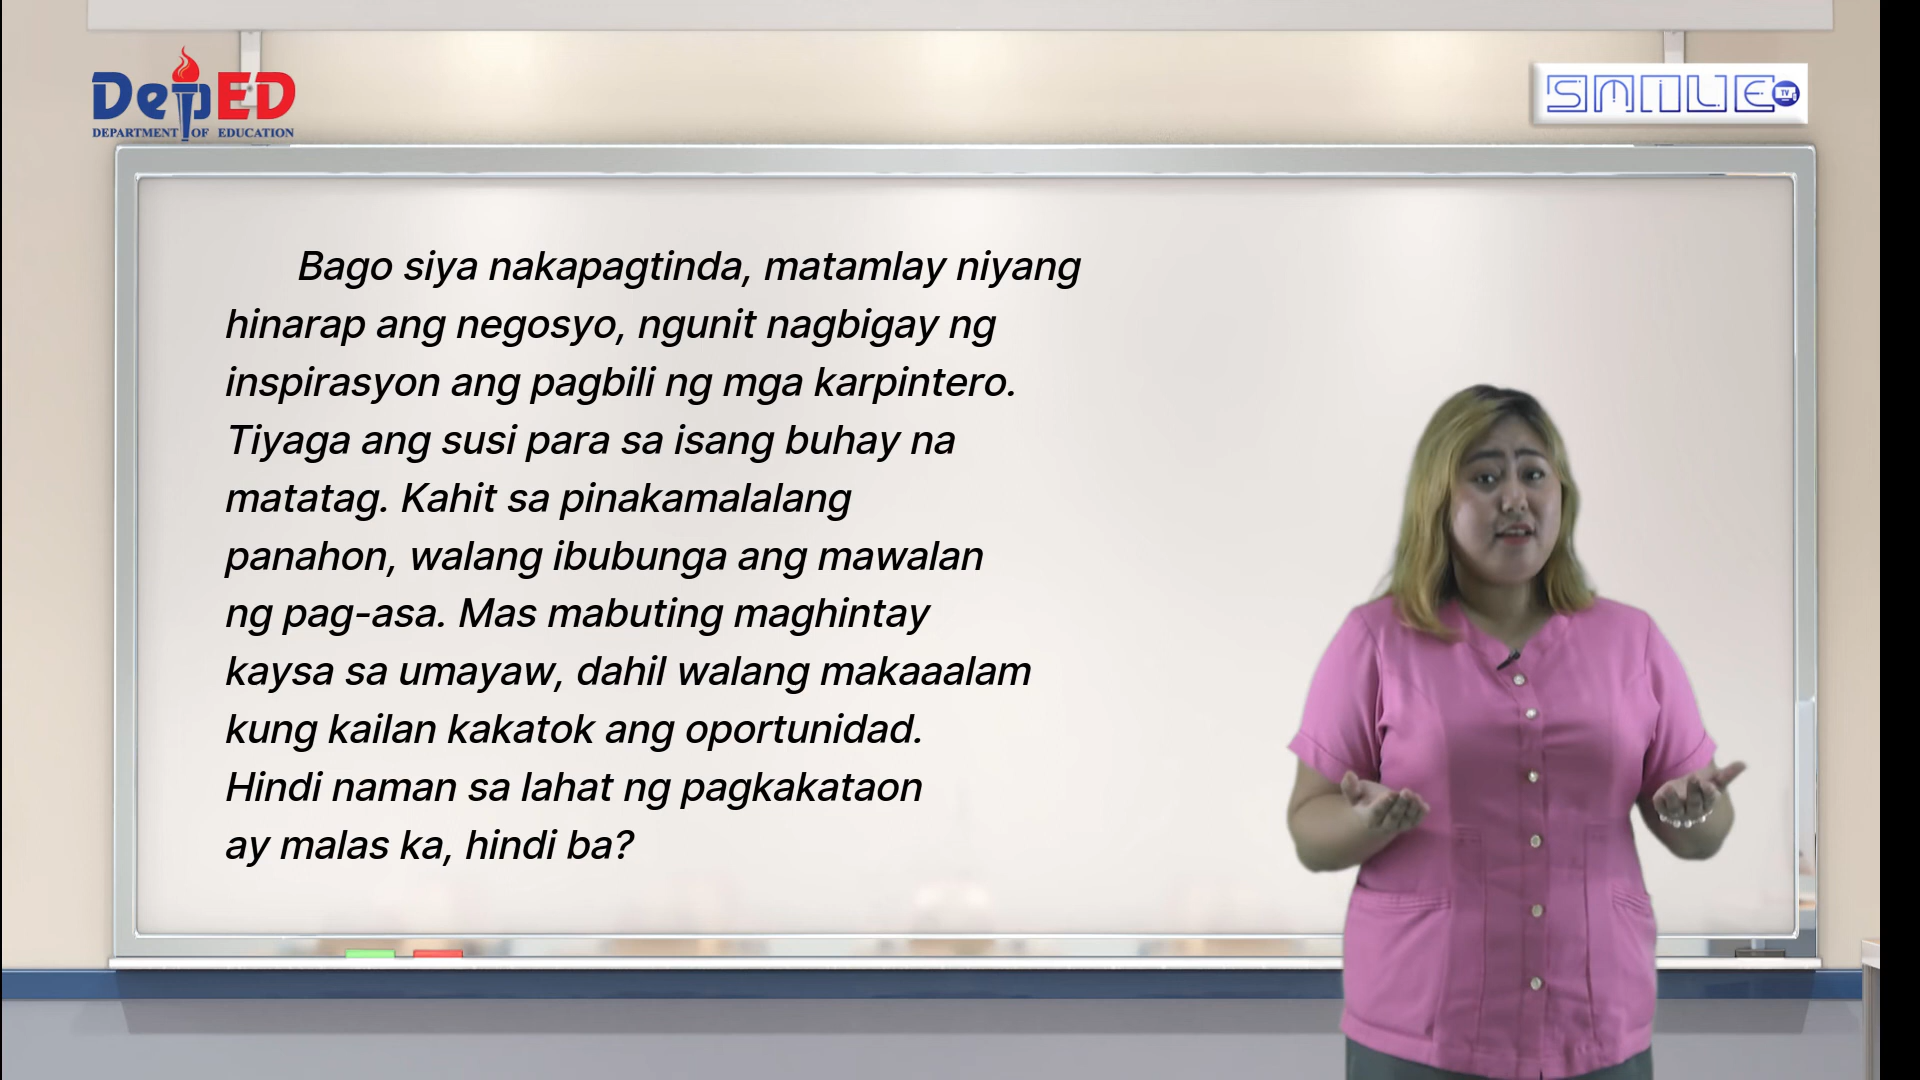 DepED
DEPARTMENT OF EDUCATION
SMILE TV
Bago siya nakapagtinda, matamlay niyang
hinarap ang negosyo, ngunit nagbigay ng
inspirasyon ang pagbili ng mga karpintero.
Tiyaga ang susi para sa isang buhay na
matatag. Kahit sa pinakamalalang
panahon, walang ibubunga ang mawalan
ng pag-asa. Mas mabuting maghintay
kaysa sa umayaw, dahil walang makaaalam
kung kailan kakatok ang oportunidad.
Hindi naman sa lahat ng pagkakataon
ay malas ka, hindi ba?